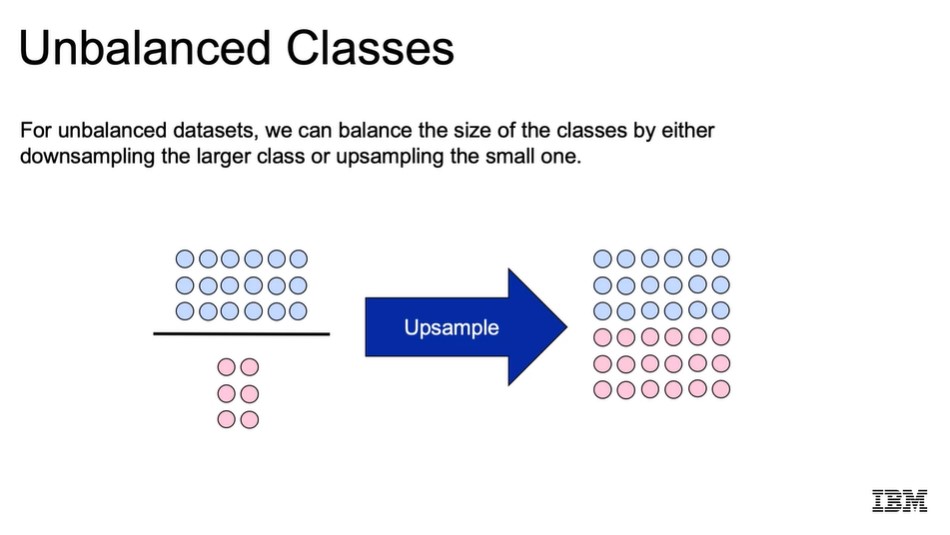 Unbalanced Classes
For unbalanced datasets, we can balance the size of the classes by either
downsampling the larger class or upsampling the small one.
Upsample
IBM